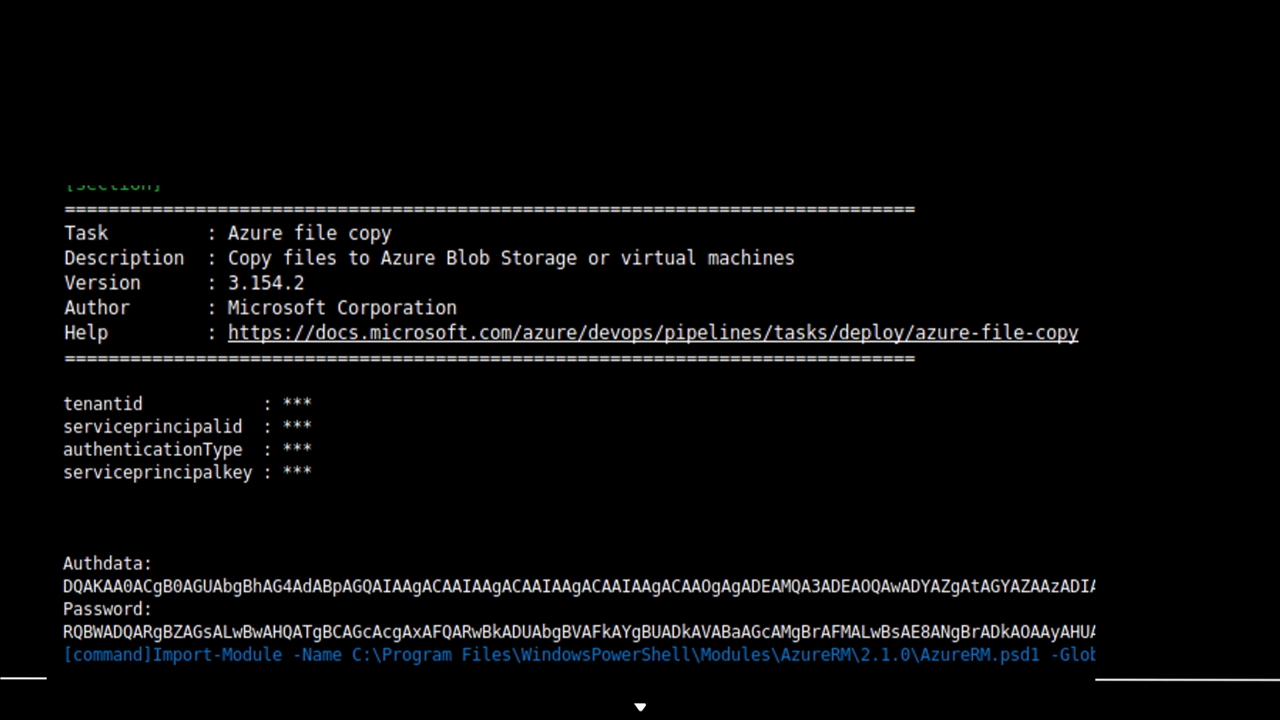 [section]
==============================================================================
Task         : Azure file copy
Description  : Copy files to Azure Blob Storage or virtual machines
Version      : 3.154.2
Author       : Microsoft Corporation
Help         : https://docs.microsoft.com/azure/devops/pipelines/tasks/deploy/azure-file-copy
==============================================================================
tenantid            : ***
serviceprincipalid  : ***
authenticationType  : ***
serviceprincipalkey : ***
Authdata:
DQAKAA0ACgB0AGUAbgBhAG4AdABpAGQAIAAgACAAIAAgACAAIAAgACAAIAAgACAAOgAgADEAMQA3ADEAOQAwADYAZgAtAGYAZAAzADIA
Password:
RQBWADQARgBZAGsALwBwAHQATgBCAGcAcgAxAFQARwBkADUAbgBVAFkAYgBUADkAVABaAGcAMgBrAFMALwBsAE8ANgBrADkAOAAyAHUA
[command]Import-Module -Name C:\Program Files\WindowsPowerShell\Modules\AzureRM\2.1.0\AzureRM.psd1 -Glob